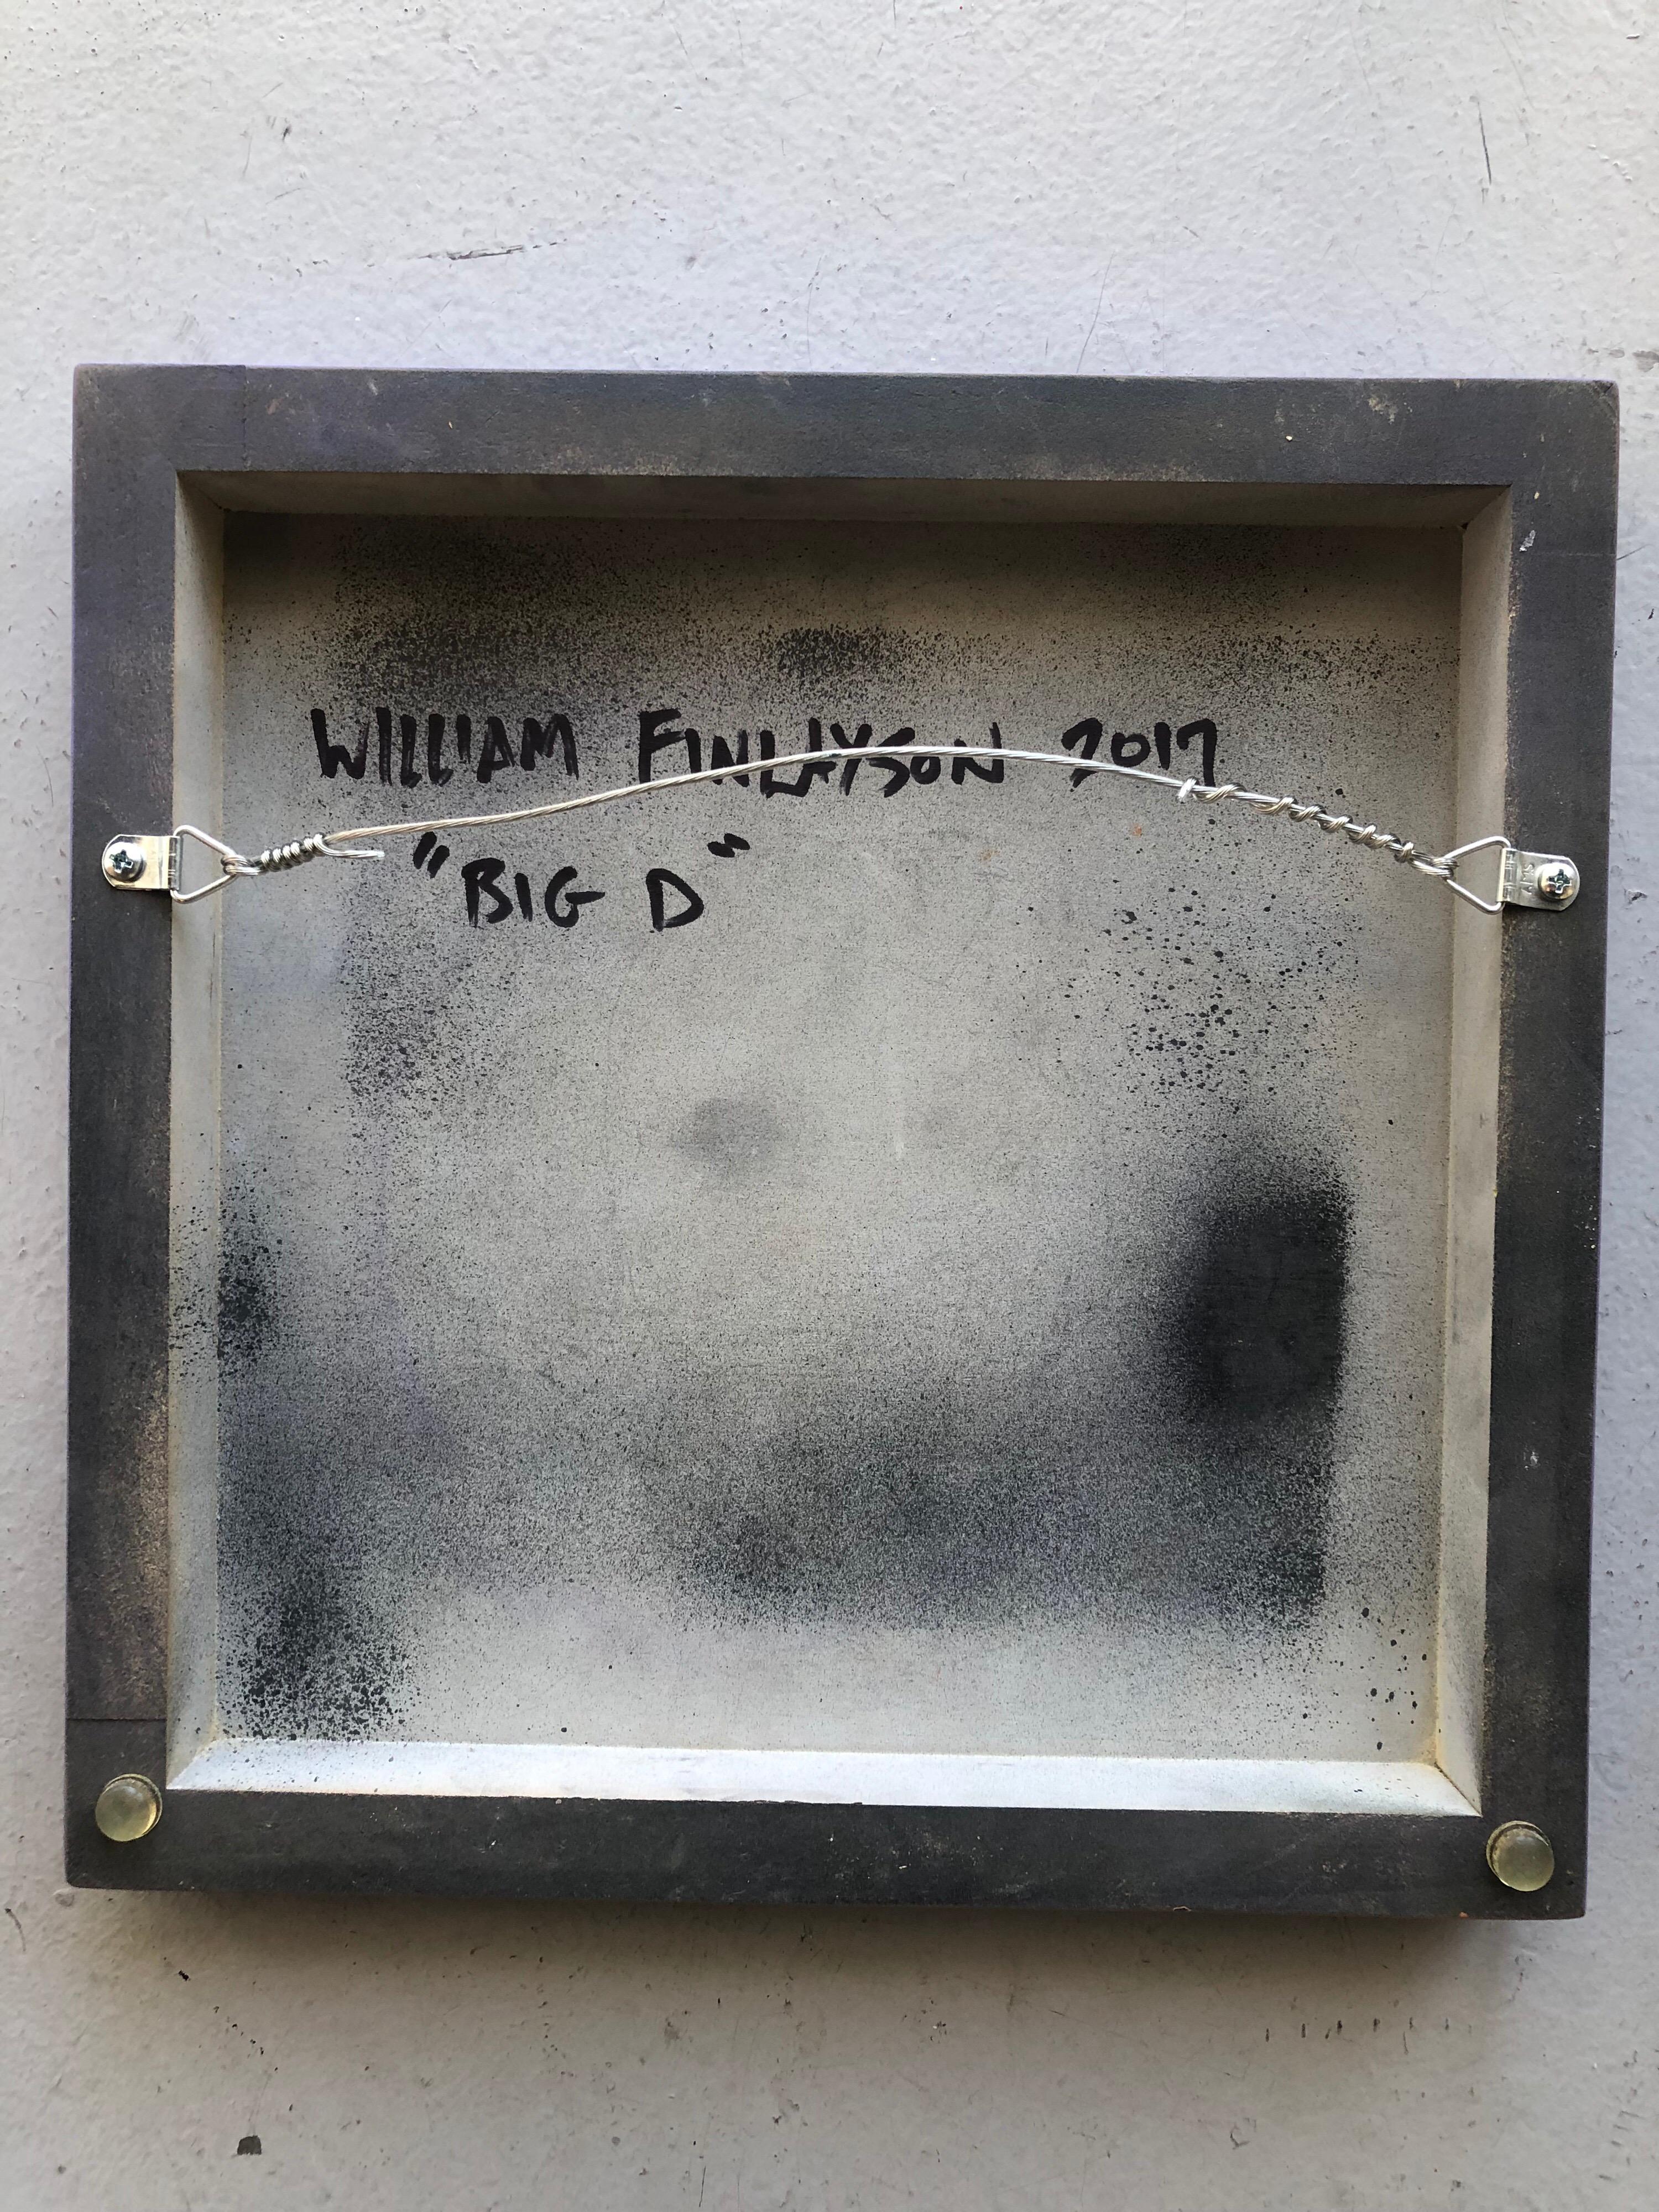 WILLIAM FINLAYSON 2017
"BIG D"